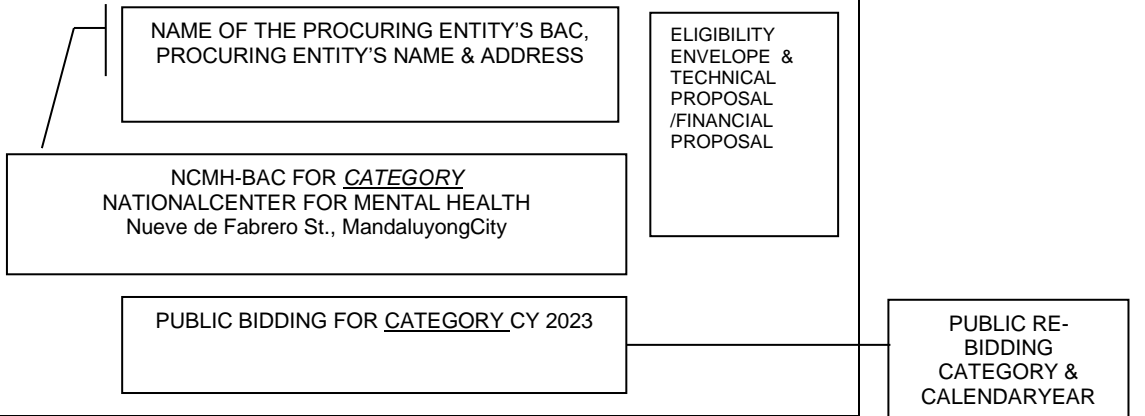 NAME OF THE PROCURING ENTITY’S BAC,
PROCURING ENTITY’S NAME & ADDRESS
ELIGIBILITY
ENVELOPE &
TECHNICAL
PROPOSAL
/FINANCIAL
PROPOSAL
NCMH-BAC FOR CATEGORY
NATIONALCENTER FOR MENTAL HEALTH
Nueve de Fabrero St., MandaluyongCity
PUBLIC BIDDING FOR CATEGORY CY 2023
PUBLIC RE-
BIDDING
CATEGORY &
CALENDARYEAR